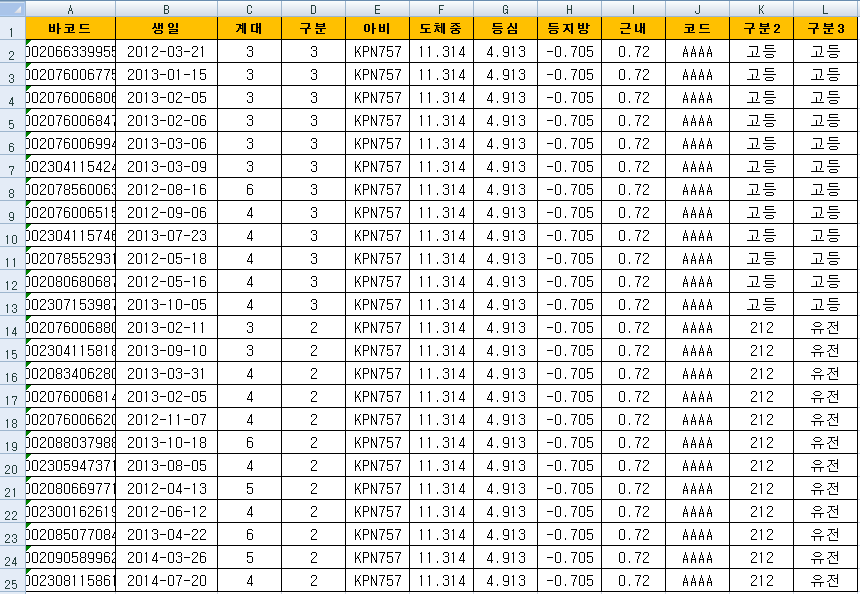 A B C D E F G H I J K L
1 바코드 생일 계대 구분 아비 도체중 등심 등지방 근내 코드 구분2 구분3
2 002066339955 2012-03-21 3 3 KPN757 11.314 4.913 -0.705 0.72 AAAA 고등 고등
3 002076006775 2013-01-15 3 3 KPN757 11.314 4.913 -0.705 0.72 AAAA 고등 고등
4 002076006806 2013-02-05 3 3 KPN757 11.314 4.913 -0.705 0.72 AAAA 고등 고등
5 002076006847 2013-02-06 3 3 KPN757 11.314 4.913 -0.705 0.72 AAAA 고등 고등
6 002076006994 2013-03-06 3 3 KPN757 11.314 4.913 -0.705 0.72 AAAA 고등 고등
7 002304115424 2013-03-09 3 3 KPN757 11.314 4.913 -0.705 0.72 AAAA 고등 고등
8 002078560063 2012-08-16 6 3 KPN757 11.314 4.913 -0.705 0.72 AAAA 고등 고등
9 002076006515 2012-09-06 4 3 KPN757 11.314 4.913 -0.705 0.72 AAAA 고등 고등
10 002304115746 2013-07-23 4 3 KPN757 11.314 4.913 -0.705 0.72 AAAA 고등 고등
11 002078552931 2012-05-18 4 3 KPN757 11.314 4.913 -0.705 0.72 AAAA 고등 고등
12 002080680687 2012-05-16 4 3 KPN757 11.314 4.913 -0.705 0.72 AAAA 고등 고등
13 002307153987 2013-10-05 4 3 KPN757 11.314 4.913 -0.705 0.72 AAAA 고등 고등
14 002076006880 2013-02-11 3 2 KPN757 11.314 4.913 -0.705 0.72 AAAA 212 유전
15 002304115818 2013-09-10 3 2 KPN757 11.314 4.913 -0.705 0.72 AAAA 212 유전
16 002083406280 2013-03-31 4 2 KPN757 11.314 4.913 -0.705 0.72 AAAA 212 유전
17 002076006814 2013-02-05 4 2 KPN757 11.314 4.913 -0.705 0.72 AAAA 212 유전
18 002076006620 2012-11-07 4 2 KPN757 11.314 4.913 -0.705 0.72 AAAA 212 유전
19 002088037988 2013-10-18 6 2 KPN757 11.314 4.913 -0.705 0.72 AAAA 212 유전
20 002305947371 2013-08-05 4 2 KPN757 11.314 4.913 -0.705 0.72 AAAA 212 유전
21 002080669771 2012-04-13 5 2 KPN757 11.314 4.913 -0.705 0.72 AAAA 212 유전
22 002300162619 2012-06-12 4 2 KPN757 11.314 4.913 -0.705 0.72 AAAA 212 유전
23 002085077084 2013-04-22 6 2 KPN757 11.314 4.913 -0.705 0.72 AAAA 212 유전
24 002090589962 2014-03-26 5 2 KPN757 11.314 4.913 -0.705 0.72 AAAA 212 유전
25 002308115861 2014-07-20 4 2 KPN757 11.314 4.913 -0.705 0.72 AAAA 212 유전